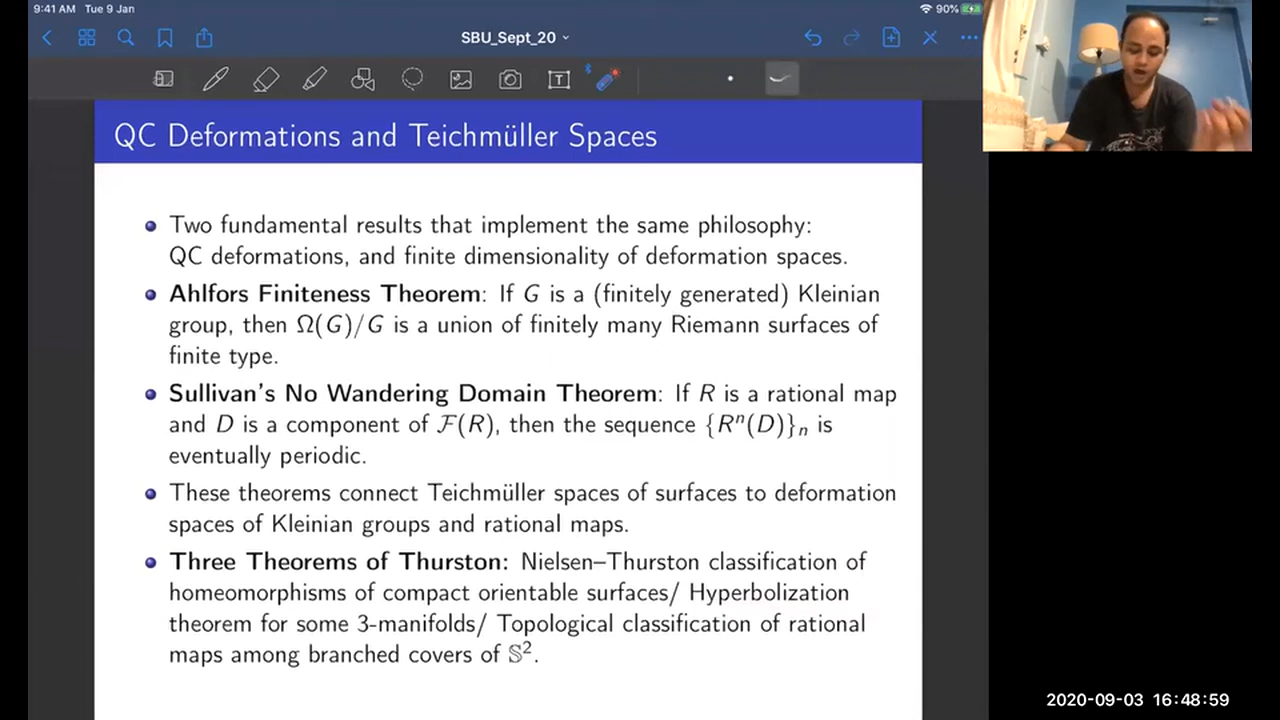 9:41 AM Tue 9 Jan
90%
SBU_Sept_20
T
QC Deformations and Teichmüller Spaces
Two fundamental results that implement the same philosophy:
QC deformations, and finite dimensionality of deformation spaces.
Ahlfors Finiteness Theorem: If G is a (finitely generated) Kleinian
group, then Ω(G)/G is a union of finitely many Riemann surfaces of
finite type.
Sullivan's No Wandering Domain Theorem: If R is a rational map
and D is a component of ℱ(R), then the sequence {Rⁿ(D)}ₙ is
eventually periodic.
These theorems connect Teichmüller spaces of surfaces to deformation
spaces of Kleinian groups and rational maps.
Three Theorems of Thurston: Nielsen–Thurston classification of
homeomorphisms of compact orientable surfaces/ Hyperbolization
theorem for some 3-manifolds/ Topological classification of rational
maps among branched covers of 𝕊².
2020-09-03 16:48:59